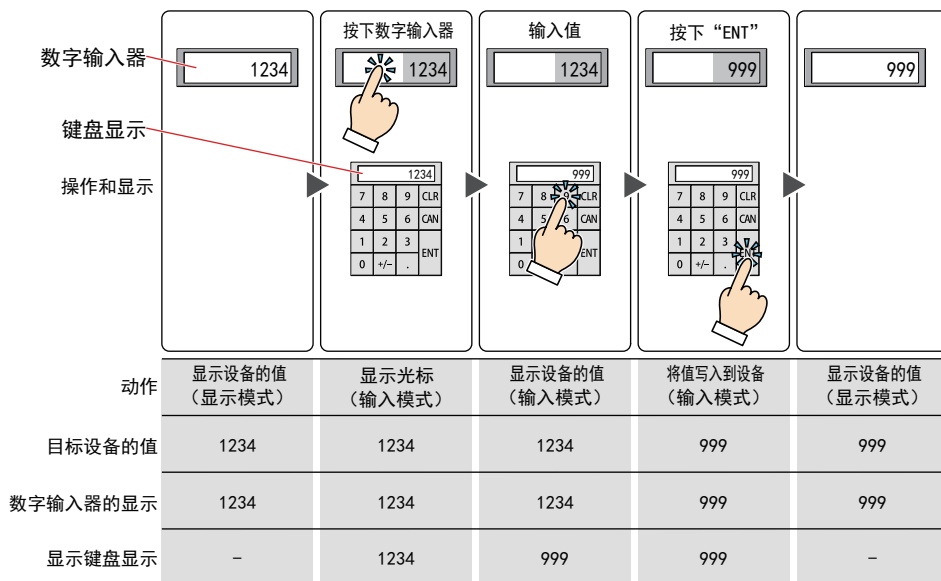 按下数字输入器
输入值
按下“ENT”
数字输入器
1234
1234
1234
999
999
键盘显示
操作和显示
1234
7 8 9 CLR
4 5 6 CAN
1 2 3
ENT
0 +/- .
999
7 8 9 CLR
4 5 6 CAN
1
ENT
0
999
7 8 9 CLR
4 5 6 CAN
1 2 3
ENT
0 +/- .
动作
显示设备的值
（显示模式）
显示光标
（输入模式）
显示设备的值
（输入模式）
将值写入到设备
（输入模式）
显示设备的值
（显示模式）
目标设备的值 1234 1234 1234 999 999
数字输入器的显示 1234 1234 1234 999 999
显示键盘显示 – 1234 999 999 –